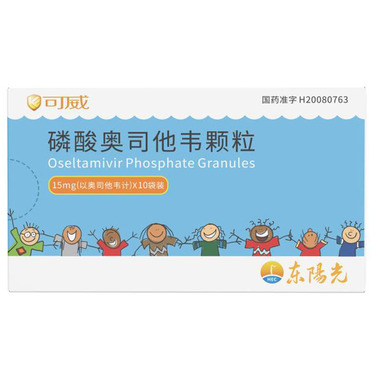 可威
国药准字 H20080763
磷酸奥司他韦颗粒
Oseltamivir Phosphate Granules
15mg(以奥司他韦计)X10袋装
HEC
东陽光